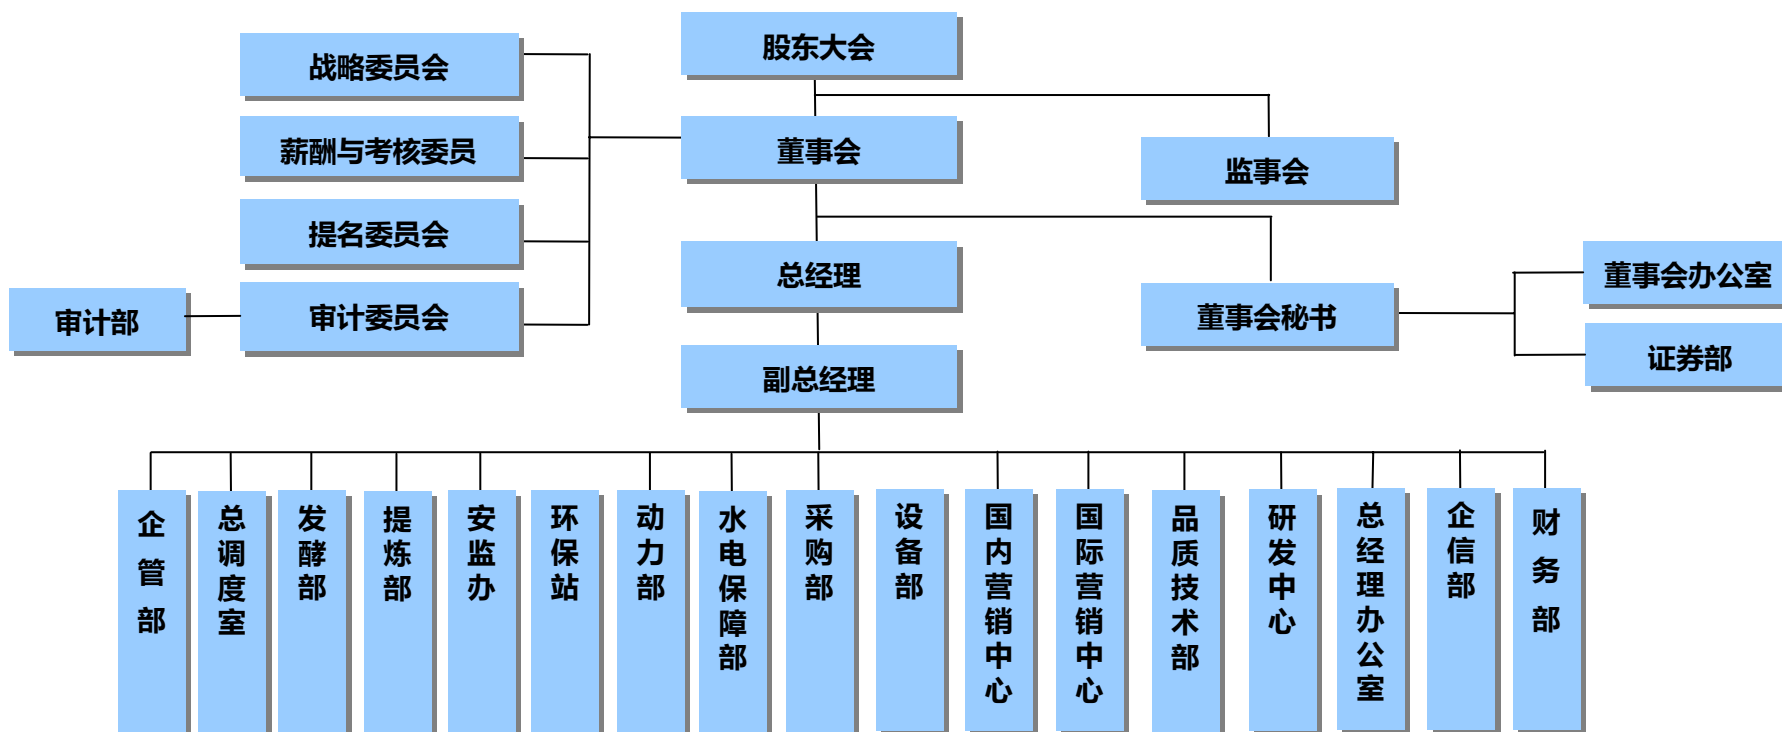 股东大会
战略委员会
薪酬与考核委员
董事会
监事会
提名委员会
总经理
董事会办公室
审计部
审计委员会
董事会秘书
证券部
副总经理
企管部
总调度室
发酵部
提炼部
安监办
环保站
动力部
水电保障部
采购部
设备部
国内营销中心
国际营销中心
品质技术部
研发中心
总经理办公室
企信部
财务部